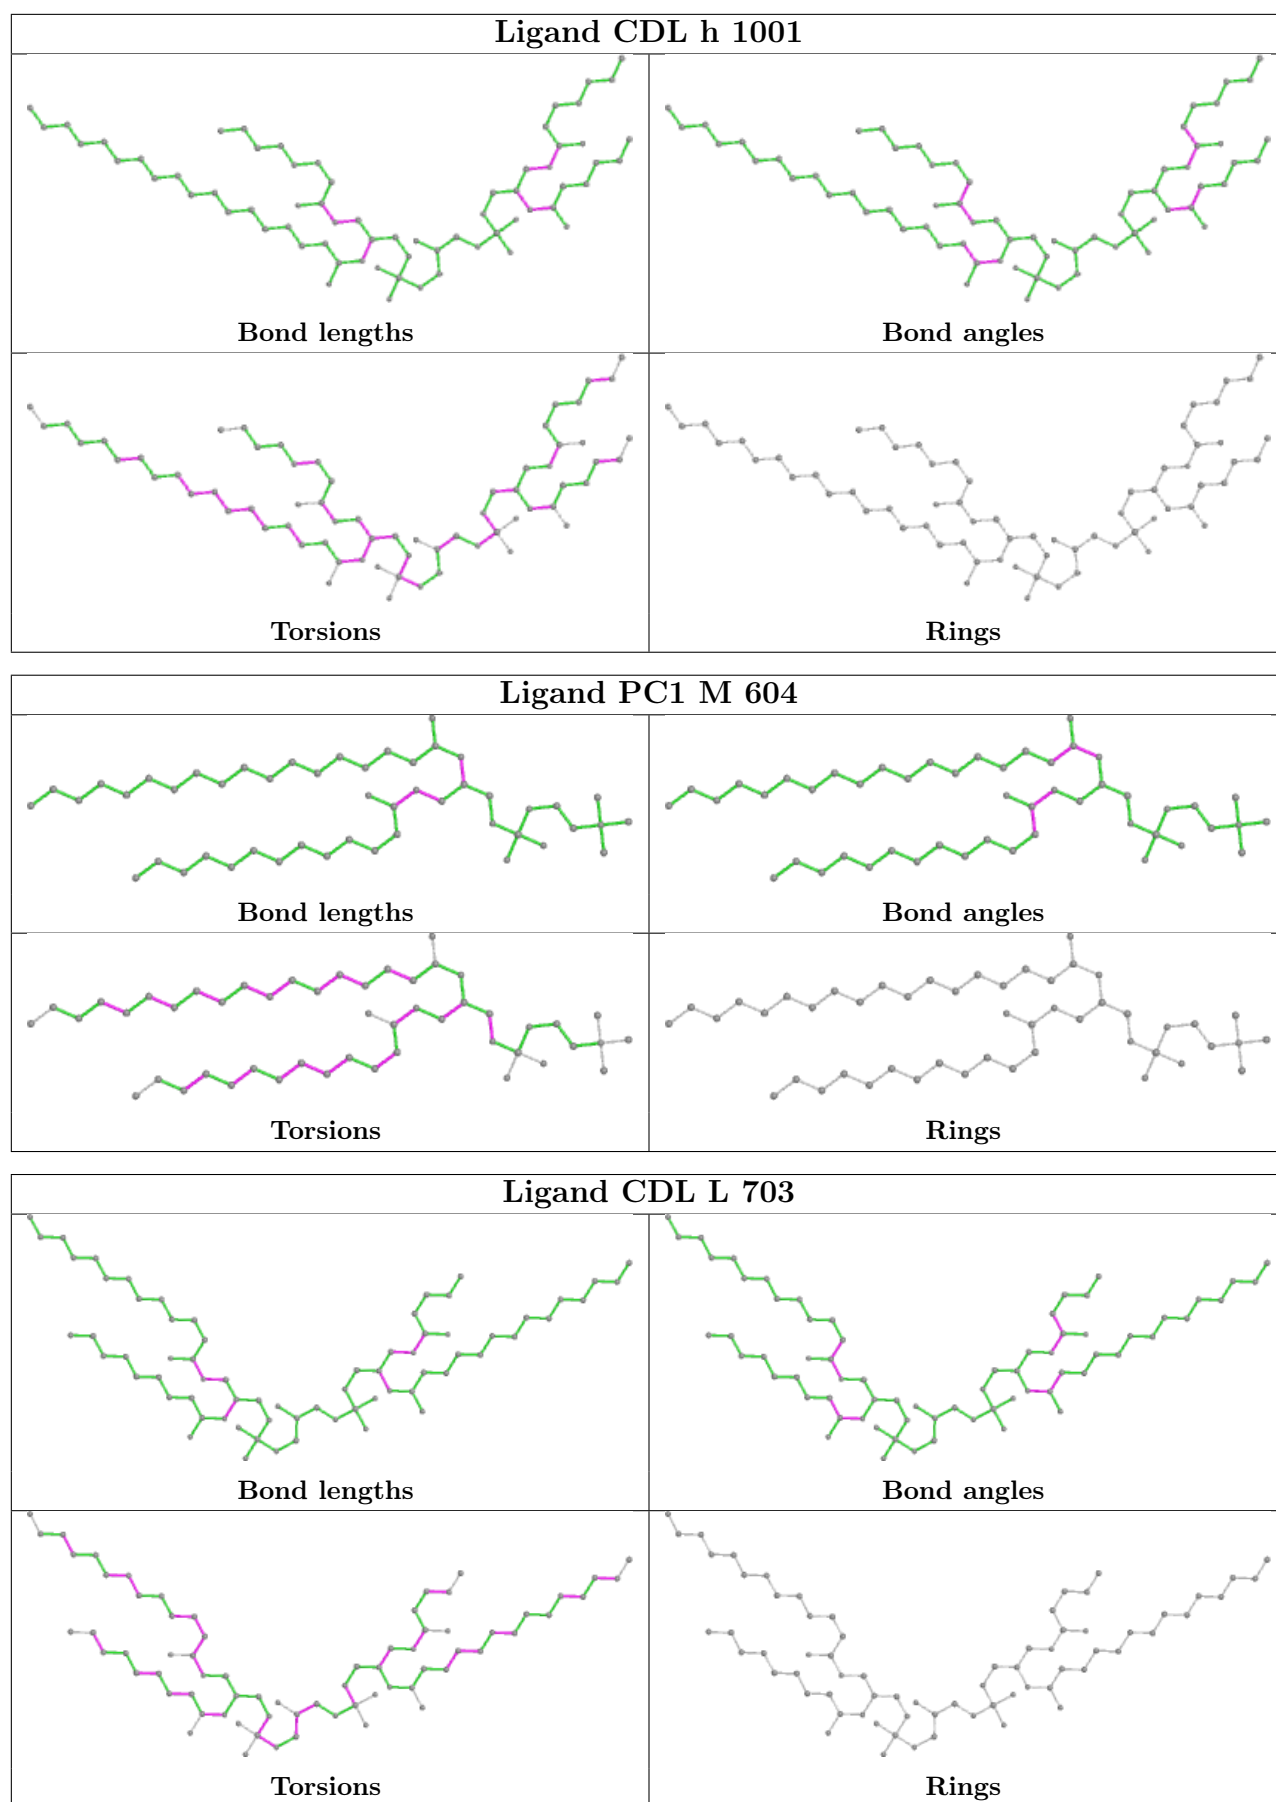 Ligand CDL h 1001
Bond lengths
Bond angles
Torsions
Rings
Ligand PC1 M 604
Bond lengths
Bond angles
Torsions
Rings
Ligand CDL L 703
Bond lengths
Bond angles
Torsions
Rings